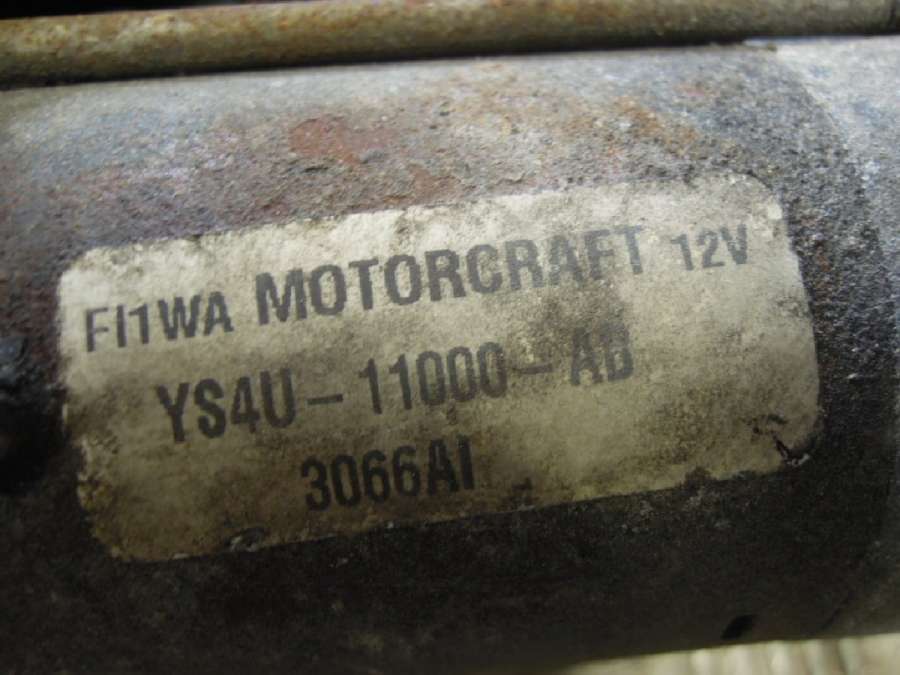 FI1WA MOTORCRAFT 12V
YS4U-11000-AB
3066AI